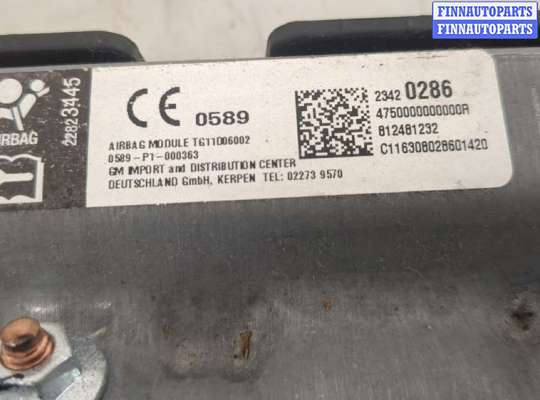 FINNAUTOPARTS
FINNAUTOPARTS
AIRBAG
22823445
CE 0589
AIRBAG MODULE TG11D06002
0589-P1-000363
GM IMPORT and DISTRIBUTION CENTER
DEUTSCHLAND GmbH, KERPEN TEL: 02273 9570
2342 0286
4750000000000R
812481232
C116308028601420